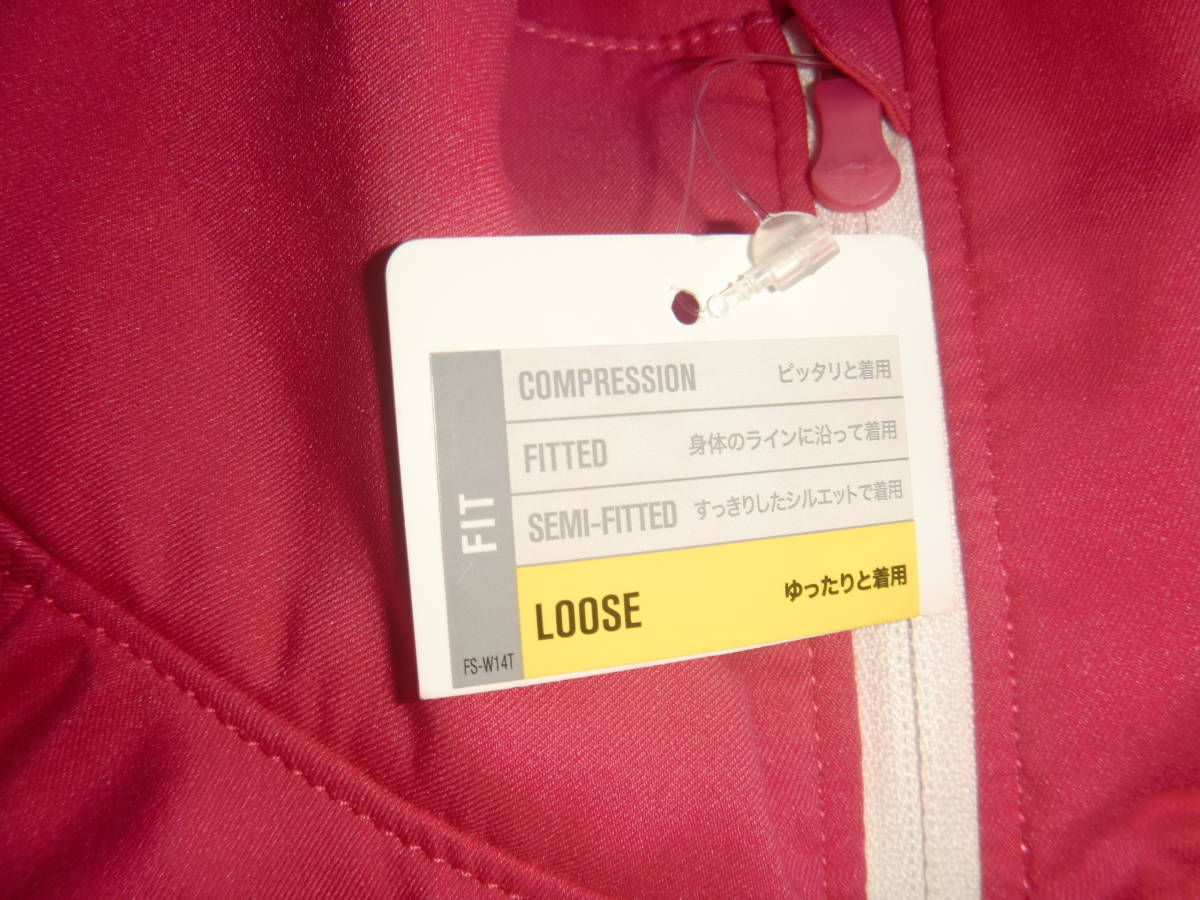 COMPRESSION ピッタリと着用
FITTED 身体のラインに沿って着用
SEMI-FITTED すっきりしたシルエットで着用
LOOSE ゆったりと着用
FIT
FS-W14T